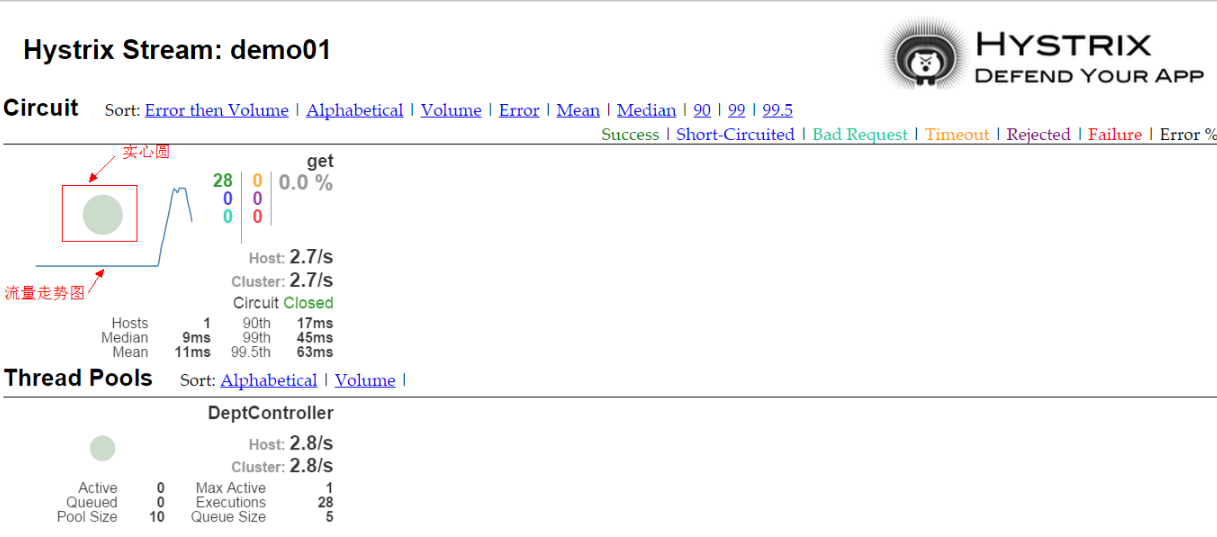 Hystrix Stream: demo01
HYSTRIX
DEFEND YOUR APP
Circuit Sort: Error then Volume | Alphabetical | Volume | Error | Mean | Median | 90 | 99 | 99.5
Success | Short-Circuited | Bad Request | Timeout | Rejected | Failure | Error %
实心圆
get
28 0 0.0 %
0 0
0 0
Host: 2.7/s
Cluster: 2.7/s
流量走势图
Circuit Closed
Hosts 1 90th 17ms
Median 9ms 99th 45ms
Mean 11ms 99.5th 63ms
Thread Pools Sort: Alphabetical | Volume |
DeptController
Host: 2.8/s
Cluster: 2.8/s
Active 0 Max Active 1
Queued 0 Executions 28
Pool Size 10 Queue Size 5